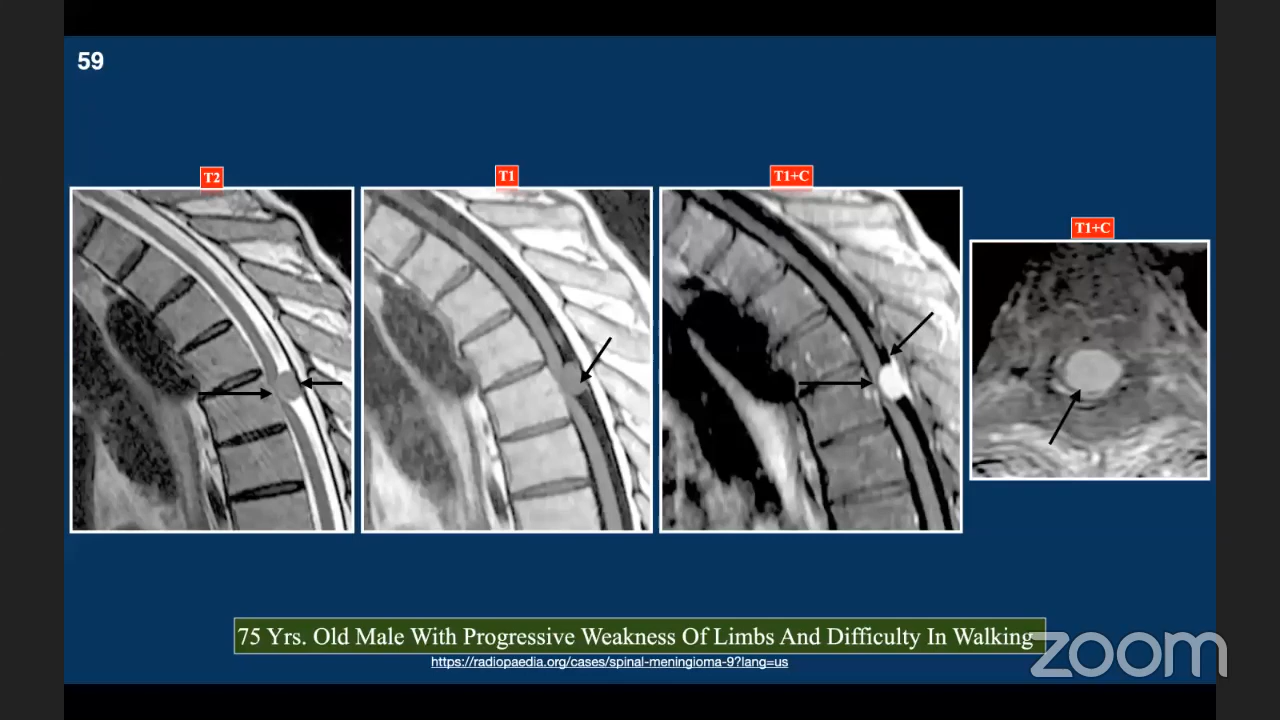 59
T2
T1
T1+C
T1+C
75 Yrs. Old Male With Progressive Weakness Of Limbs And Difficulty In Walking
https://radiopaedia.org/cases/spinal-meningioma-9?lang=us
zoom